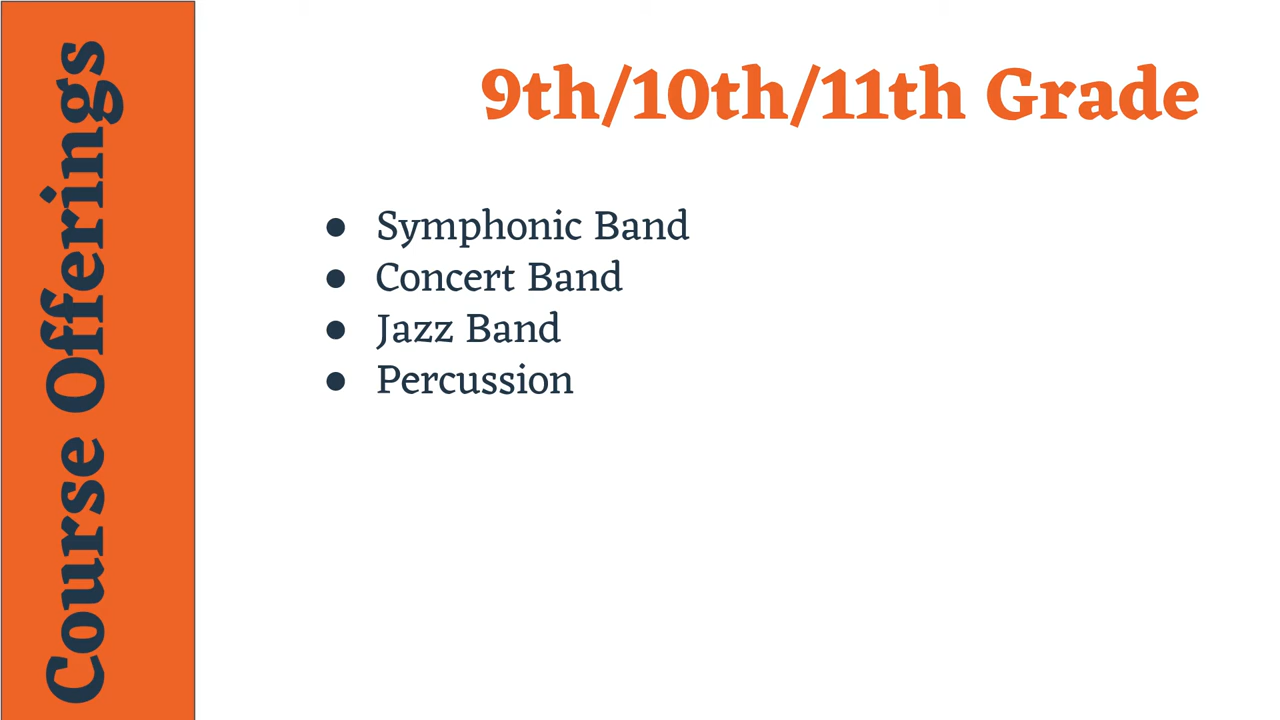 Course Offerings
9th/10th/11th Grade
● Symphonic Band
● Concert Band
● Jazz Band
● Percussion